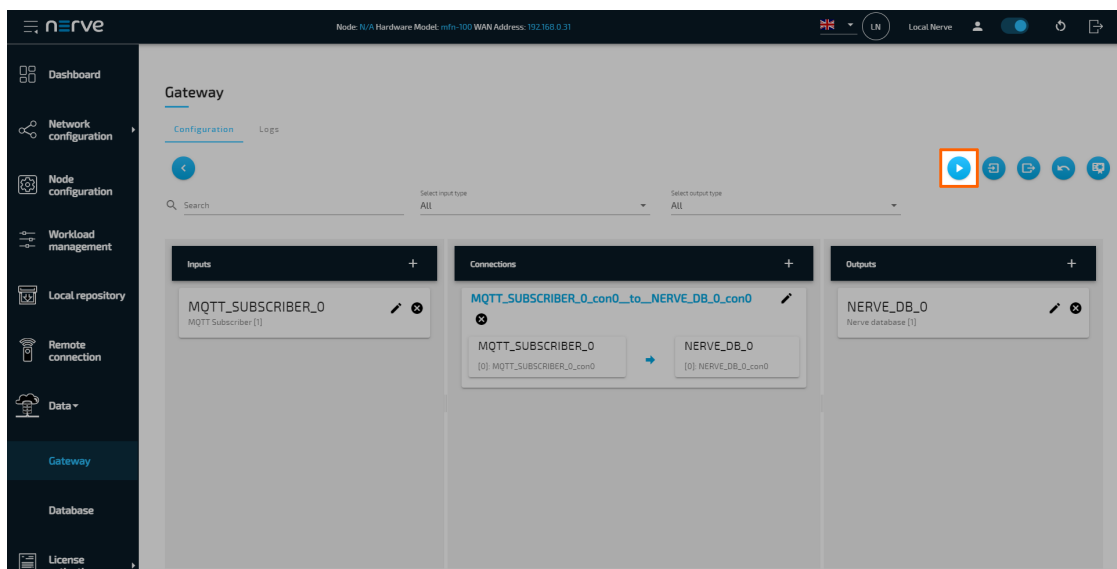 nerve
Node: N/A Hardware Model: mfn-100 WAN Address: 192.168.0.31
LN
Local Nerve
Dashboard
Network
configuration
Node
configuration
Workload
management
Local repository
Remote
connection
Data
Gateway
Database
License
Gateway
Configuration Logs
Search
Select input type
All
Select output type
All
Inputs +
MQTT_SUBSCRIBER_0
MQTT Subscriber [1]
Connections +
MQTT_SUBSCRIBER_0_con0__to__NERVE_DB_0_con0
MQTT_SUBSCRIBER_0
[0]: MQTT_SUBSCRIBER_0_con0
NERVE_DB_0
[0]: NERVE_DB_0_con0
Outputs +
NERVE_DB_0
Nerve database [1]